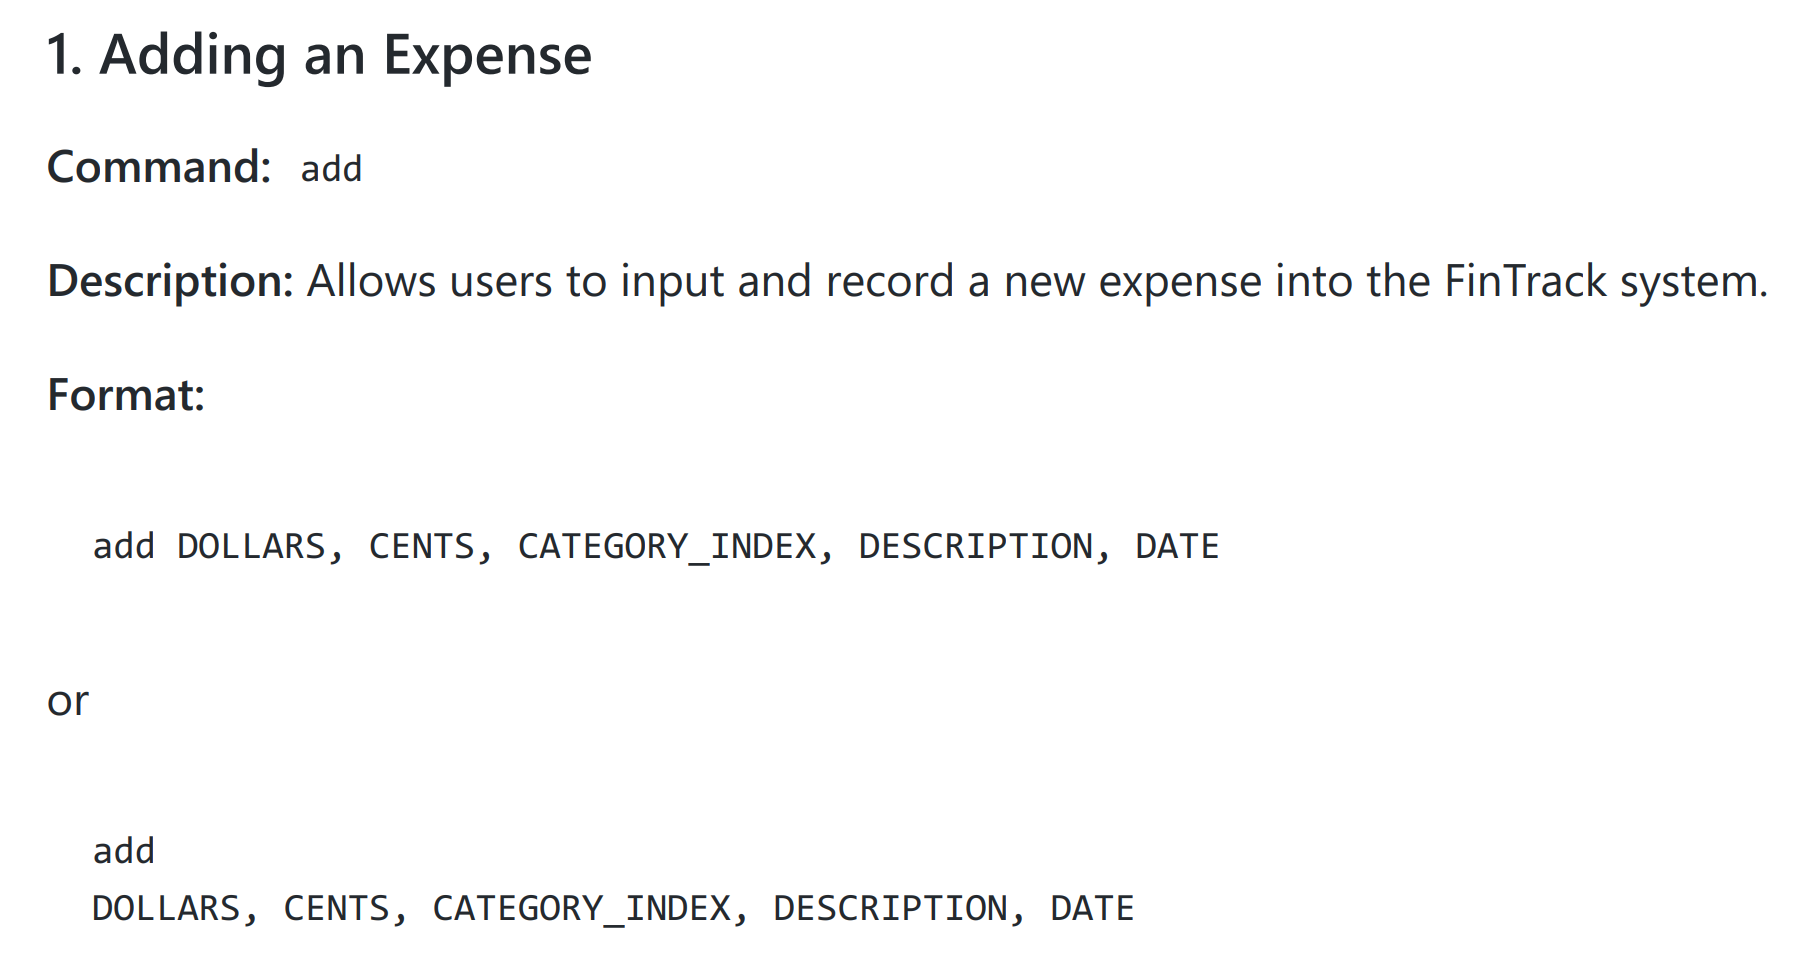 1. Adding an Expense
Command: add
Description: Allows users to input and record a new expense into the FinTrack system.
Format:
add DOLLARS, CENTS, CATEGORY_INDEX, DESCRIPTION, DATE
or
add
DOLLARS, CENTS, CATEGORY_INDEX, DESCRIPTION, DATE